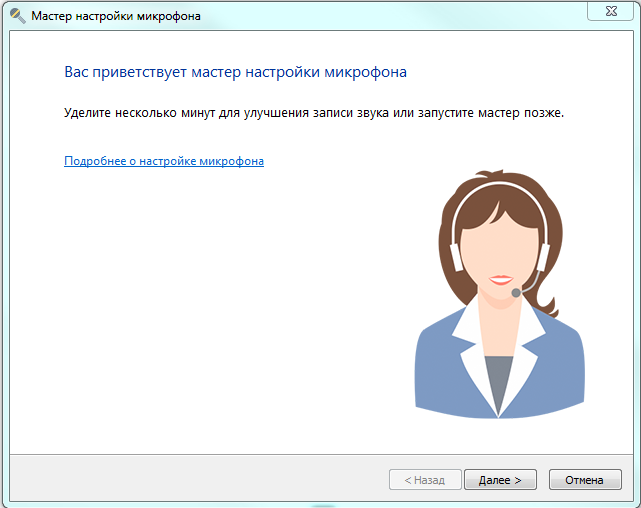 Мастер настройки микрофона
Вас приветствует мастер настройки микрофона
Уделите несколько минут для улучшения записи звука или запустите мастер позже.
Подробнее о настройке микрофона
< Назад
Далее >
Отмена